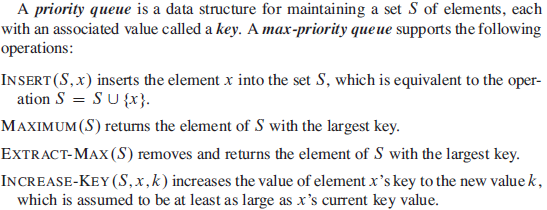 A priority queue is a data structure for maintaining a set S of elements, each
with an associated value called a key. A max-priority queue supports the following
operations:
INSERT(S, x) inserts the element x into the set S, which is equivalent to the oper-
ation S = S ∪ {x}.
MAXIMUM(S) returns the element of S with the largest key.
EXTRACT-MAX(S) removes and returns the element of S with the largest key.
INCREASE-KEY(S, x, k) increases the value of element x's key to the new value k,
which is assumed to be at least as large as x's current key value.